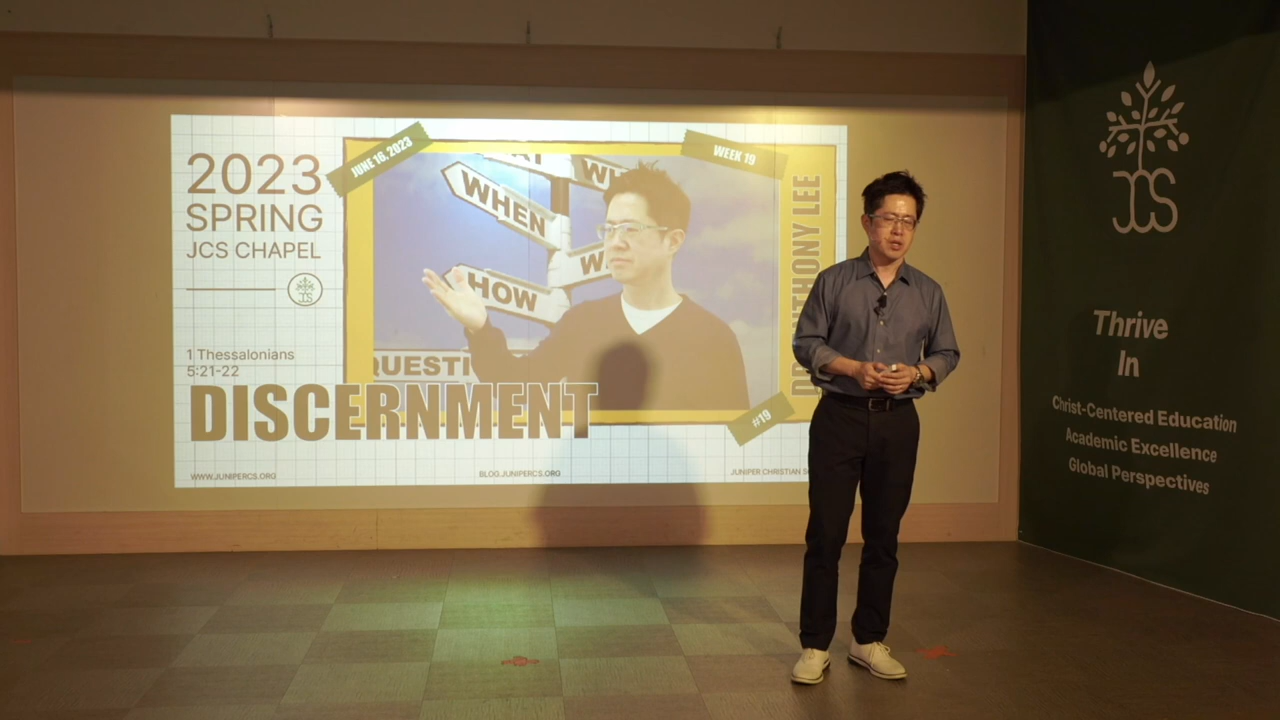 2023
SPRING
JCS CHAPEL
JCS
1 Thessalonians
5:21-22
DISCERNMENT
JUNE 16, 2023
WEEK 19
WHEN
HOW
QUESTI
ANTHONY LEE
#19
WWW.JUNIPERCS.ORG
BLOG.JUNIPERCS.ORG
JUNIPER CHRISTIAN
JCS
Thrive
In
Christ-Centered Education
Academic Excellence
Global Perspectives